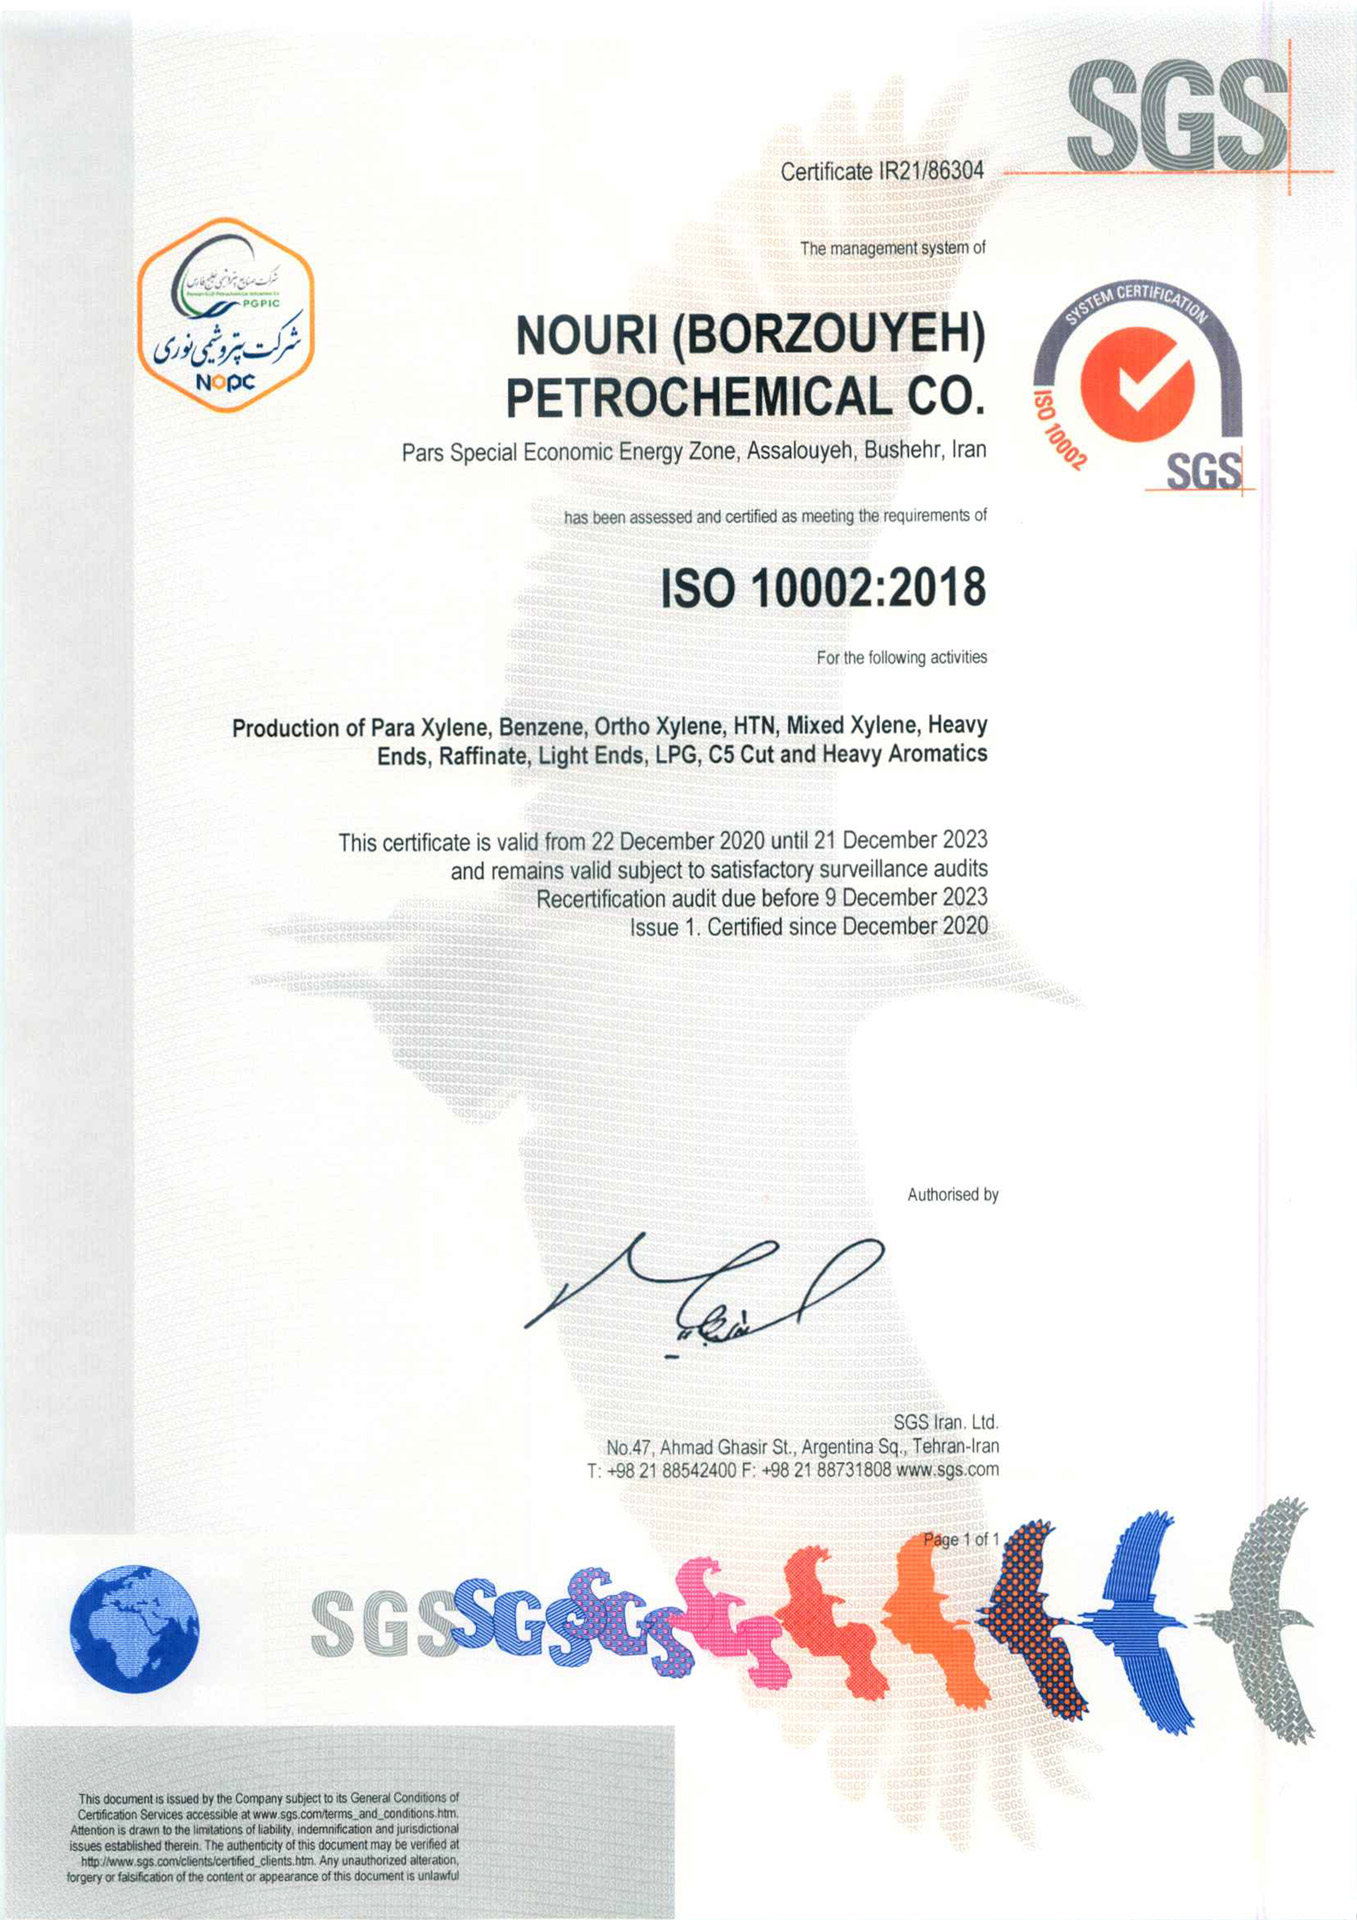 SGS
Certificate IR21/86304
The management system of
شرکت صنایع پتروشیمی خلیج فارس
PGPIC
شرکت پتروشیمی نوری
NOPC
NOURI (BORZOUYEH)
PETROCHEMICAL CO.
Pars Special Economic Energy Zone, Assalouyeh, Bushehr, Iran
SYSTEM CERTIFICATION
ISO 10002
SGS
has been assessed and certified as meeting the requirements of
ISO 10002:2018
For the following activities
Production of Para Xylene, Benzene, Ortho Xylene, HTN, Mixed Xylene, Heavy
Ends, Raffinate, Light Ends, LPG, C5 Cut and Heavy Aromatics
This certificate is valid from 22 December 2020 until 21 December 2023
and remains valid subject to satisfactory surveillance audits
Recertification audit due before 9 December 2023
Issue 1. Certified since December 2020
Authorised by
SGS Iran. Ltd.
No.47, Ahmad Ghasir St., Argentina Sq., Tehran-Iran
T: +98 21 88542400 F: +98 21 88731808 www.sgs.com
Page 1 of 1
SGS SGS SGS
This document is issued by the Company subject to its General Conditions of
Certification Services accessible at www.sgs.com/terms_and_conditions.htm.
Attention is drawn to the limitations of liability, indemnification and jurisdictional
issues established therein. The authenticity of this document may be verified at
http://www.sgs.com/clients/certified_clients.htm. Any unauthorized alteration,
forgery or falsification of the content or appearance of this document is unlawful